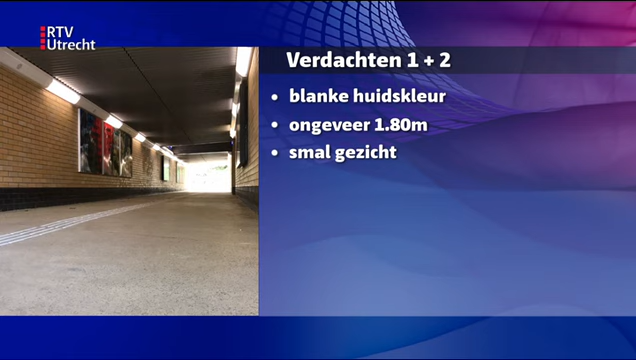 RTV
Utrecht
Verdachten 1 + 2
• blanke huidskleur
• ongeveer 1.80m
• smal gezicht